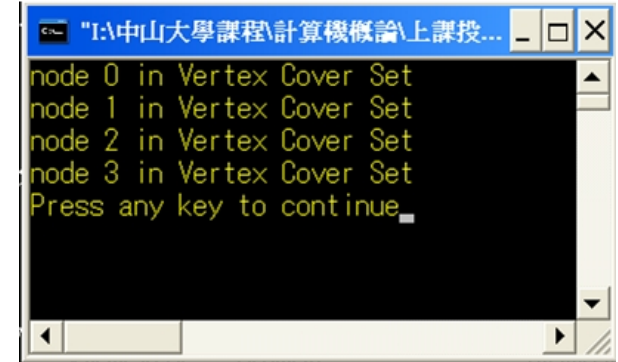 "I:\中山大學課程\計算機概論\上課投...
node 0 in Vertex Cover Set
node 1 in Vertex Cover Set
node 2 in Vertex Cover Set
node 3 in Vertex Cover Set
Press any key to continue